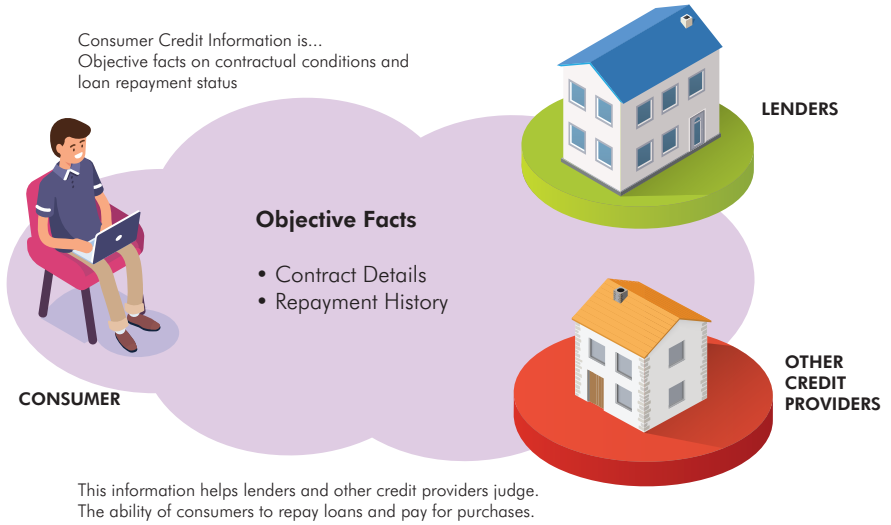 Consumer Credit Information is...
Objective facts on contractual conditions and
loan repayment status
LENDERS
Objective Facts
• Contract Details
• Repayment History
CONSUMER
OTHER
CREDIT
PROVIDERS
This information helps lenders and other credit providers judge.
The ability of consumers to repay loans and pay for purchases.